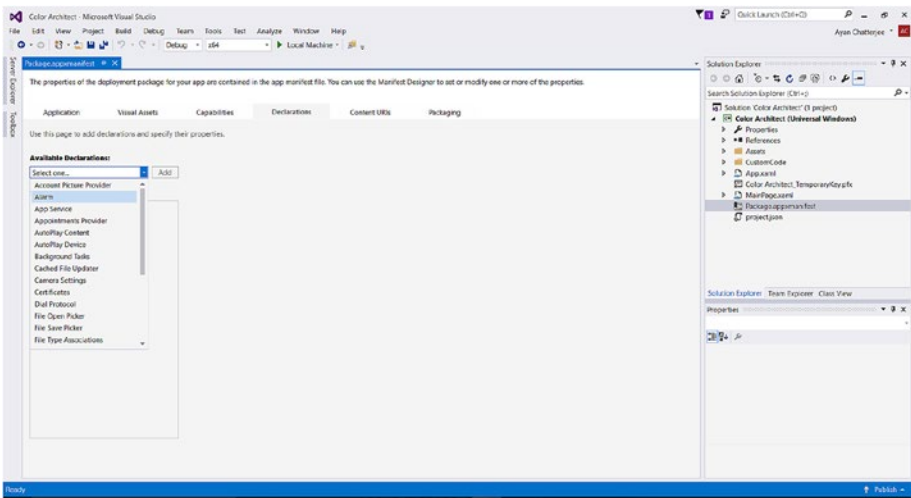 Color Architect - Microsoft Visual Studio
Quick Launch (Ctrl+Q)
File Edit View Project Build Debug Team Tools Test Analyze Window Help
Ayan Chatterjee
AC
Debug x64 Local Machine
Server Explorer
Toolbox
Package.appxmanifest
The properties of the deployment package for your app are contained in the app manifest file. You can use the Manifest Designer to set or modify one or more of the properties.
Application Visual Assets Capabilities Declarations Content URIs Packaging
Use this page to add declarations and specify their properties.
Available Declarations:
Select one... Add
Account Picture Provider
Alarm
App Service
Appointments Provider
AutoPlay Content
AutoPlay Device
Background Tasks
Cached File Updater
Camera Settings
Certificates
Dial Protocol
File Open Picker
File Save Picker
File Type Associations
Solution Explorer
Search Solution Explorer (Ctrl+;)
Solution 'Color Architect' (1 project)
Color Architect (Universal Windows)
Properties
References
Assets
CustomCode
App.xaml
Color Architect_TemporaryKey.pfx
MainPage.xaml
Package.appxmanifest
project.json
Solution Explorer Team Explorer Class View
Properties
Ready
Publish